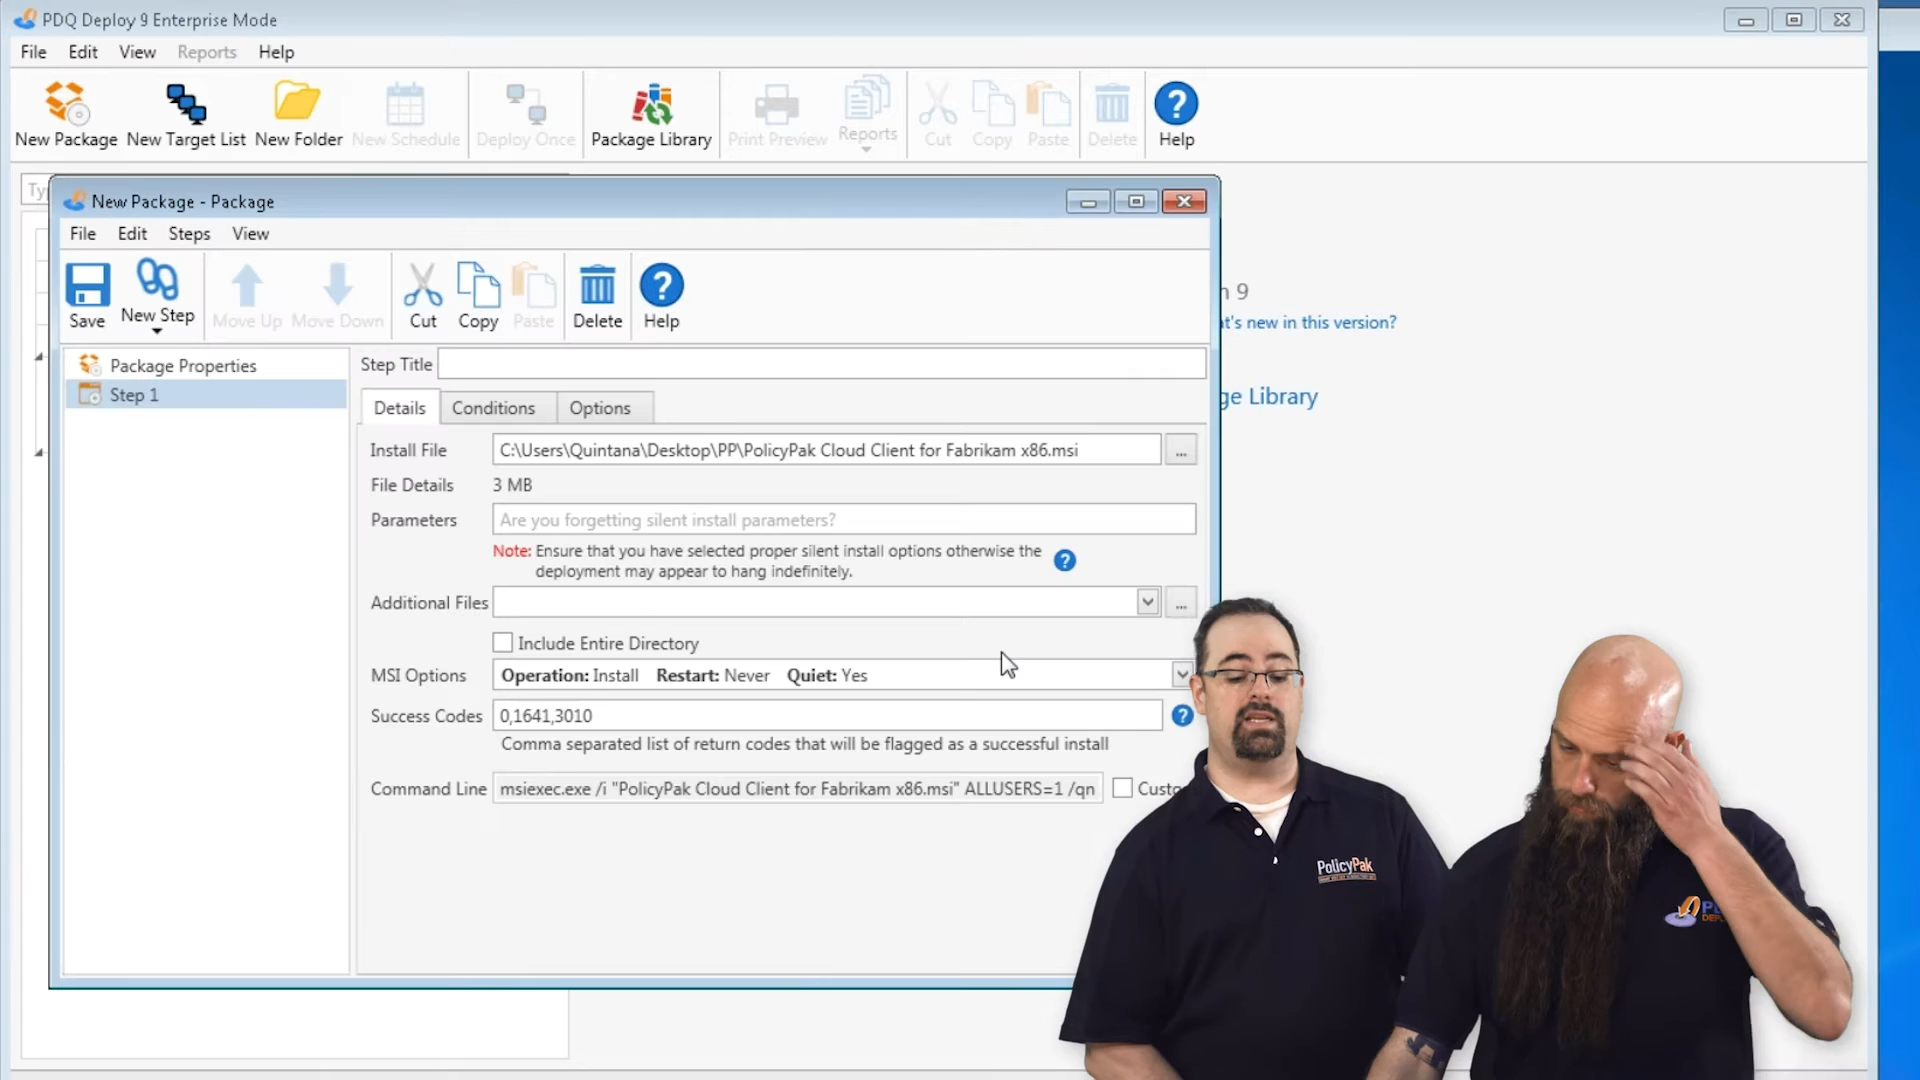 PDQ Deploy 9 Enterprise Mode
File Edit View Reports Help
New Package New Target List New Folder New Schedule Deploy Once Package Library Print Preview Reports Cut Copy Paste Delete Help
New Package - Package
File Edit Steps View
Save New Step Move Up Move Down Cut Copy Paste Delete Help
n 9
at's new in this version?
ge Library
Package Properties
Step 1
Step Title
Details Conditions Options
Install File C:\Users\Quintana\Desktop\PP\PolicyPak Cloud Client for Fabrikam x86.msi ...
File Details 3 MB
Parameters Are you forgetting silent install parameters?
Note: Ensure that you have selected proper silent install options otherwise the
deployment may appear to hang indefinitely.
Additional Files ...
Include Entire Directory
MSI Options Operation: Install Restart: Never Quiet: Yes
Success Codes 0,1641,3010
Comma separated list of return codes that will be flagged as a successful install
Command Line msiexec.exe /i "PolicyPak Cloud Client for Fabrikam x86.msi" ALLUSERS=1 /qn Custo
PolicyPak